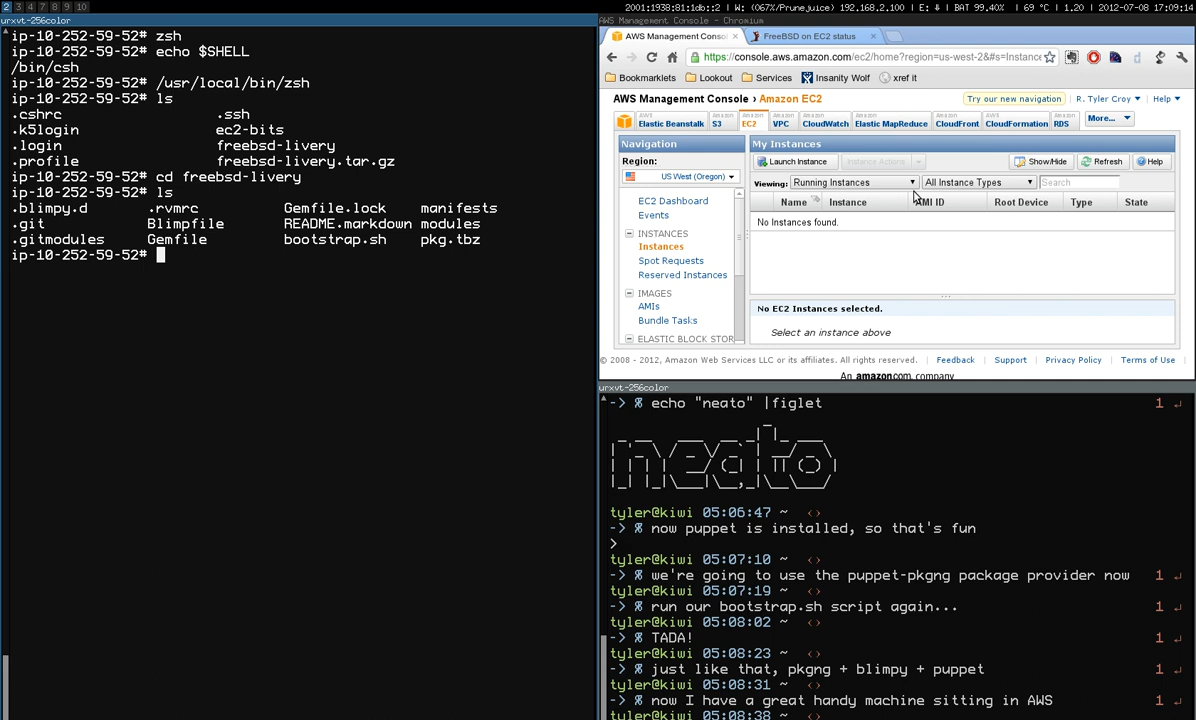 2 3 4 7 8 9 10
2001:1938:81:1db::2 | W: (067%/Prunejuice) 192.168.2.100 | E: ⇓ | BAT 99.40% | 69 °C | 1.20 | 2012-07-08 17:09:14
urxvt-256color
ip-10-252-59-52# zsh
ip-10-252-59-52# echo $SHELL
/bin/csh
ip-10-252-59-52# /usr/local/bin/zsh
ip-10-252-59-52# ls
.cshrc .ssh
.k5login ec2-bits
.login freebsd-livery
.profile freebsd-livery.tar.gz
ip-10-252-59-52# cd freebsd-livery
ip-10-252-59-52# ls
.blimpy.d .rvmrc Gemfile.lock manifests
.git Blimpfile README.markdown modules
.gitmodules Gemfile bootstrap.sh pkg.tbz
ip-10-252-59-52#
AWS Management Console - Chromium
AWS Management Console × FreeBSD on EC2 status ×
https://console.aws.amazon.com/ec2/home?region=us-west-2&#s=Instanc
Bookmarklets Lookout Services Insanity Wolf xref it
AWS Management Console › Amazon EC2 Try our new navigation R. Tyler Croy Help
AWS Elastic Beanstalk Amazon S3 Amazon EC2 Amazon VPC Amazon CloudWatch Amazon Elastic MapReduce Amazon CloudFront AWS CloudFormation Amazon RDS More...
Navigation
Region:
US West (Oregon)
EC2 Dashboard
Events
INSTANCES
Instances
Spot Requests
Reserved Instances
IMAGES
AMIs
Bundle Tasks
ELASTIC BLOCK STOR
My Instances
Launch Instance Instance Actions Show/Hide Refresh Help
Viewing: Running Instances All Instance Types Search
Name Instance AMI ID Root Device Type State
No Instances found.
No EC2 Instances selected.
Select an instance above
© 2008 - 2012, Amazon Web Services LLC or its affiliates. All rights reserved. Feedback Support Privacy Policy Terms of Use
An amazon.com. company
urxvt-256color
-> % echo "neato" |figlet 1 ↵
neato
tyler@kiwi 05:06:47 ~ <>
-> % now puppet is installed, so that's fun
>
tyler@kiwi 05:07:10 ~ <>
-> % we're going to use the puppet-pkgng package provider now 1 ↵
tyler@kiwi 05:07:19 ~ <>
-> % run our bootstrap.sh script again... 1 ↵
tyler@kiwi 05:08:02 ~ <>
-> % TADA! 1 ↵
tyler@kiwi 05:08:23 ~ <>
-> % just like that, pkgng + blimpy + puppet 1 ↵
tyler@kiwi 05:08:31 ~ <>
-> % now I have a great handy machine sitting in AWS 1 ↵
tyler@kiwi 05:08:38 ~ <>